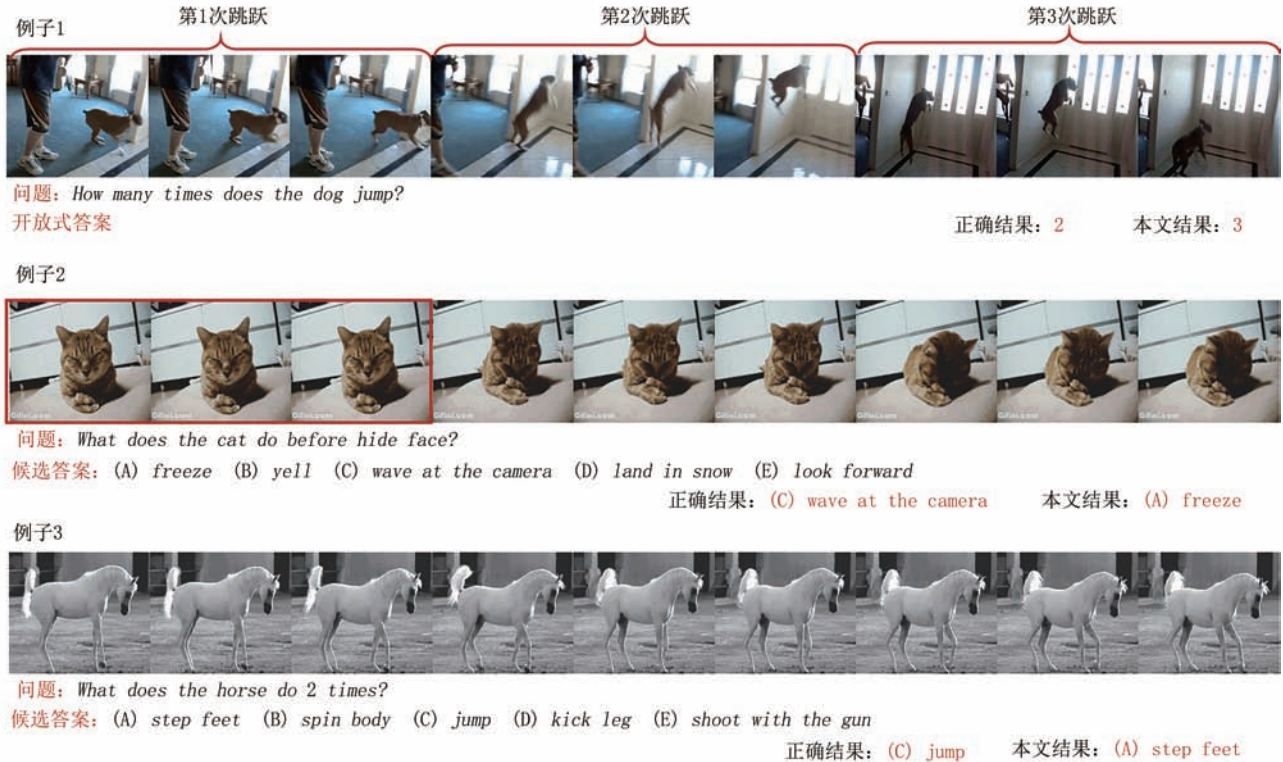 例子1
第1次跳跃 第2次跳跃 第3次跳跃
问题：How many times does the dog jump?
开放式答案 正确结果：2 本文结果：3
例子2
问题：What does the cat do before hide face?
候选答案：(A) freeze (B) yell (C) wave at the camera (D) land in snow (E) look forward
正确结果：(C) wave at the camera 本文结果：(A) freeze
例子3
问题：What does the horse do 2 times?
候选答案：(A) step feet (B) spin body (C) jump (D) kick leg (E) shoot with the gun
正确结果：(C) jump 本文结果：(A) step feet